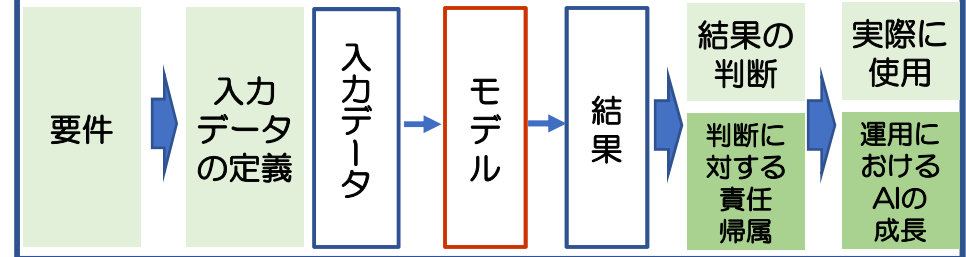 要件
入力
データ
の定義
入力データ
モデル
結果
結果の
判断
判断に
対する
責任
帰属
実際に
使用
運用に
おける
AIの
成長